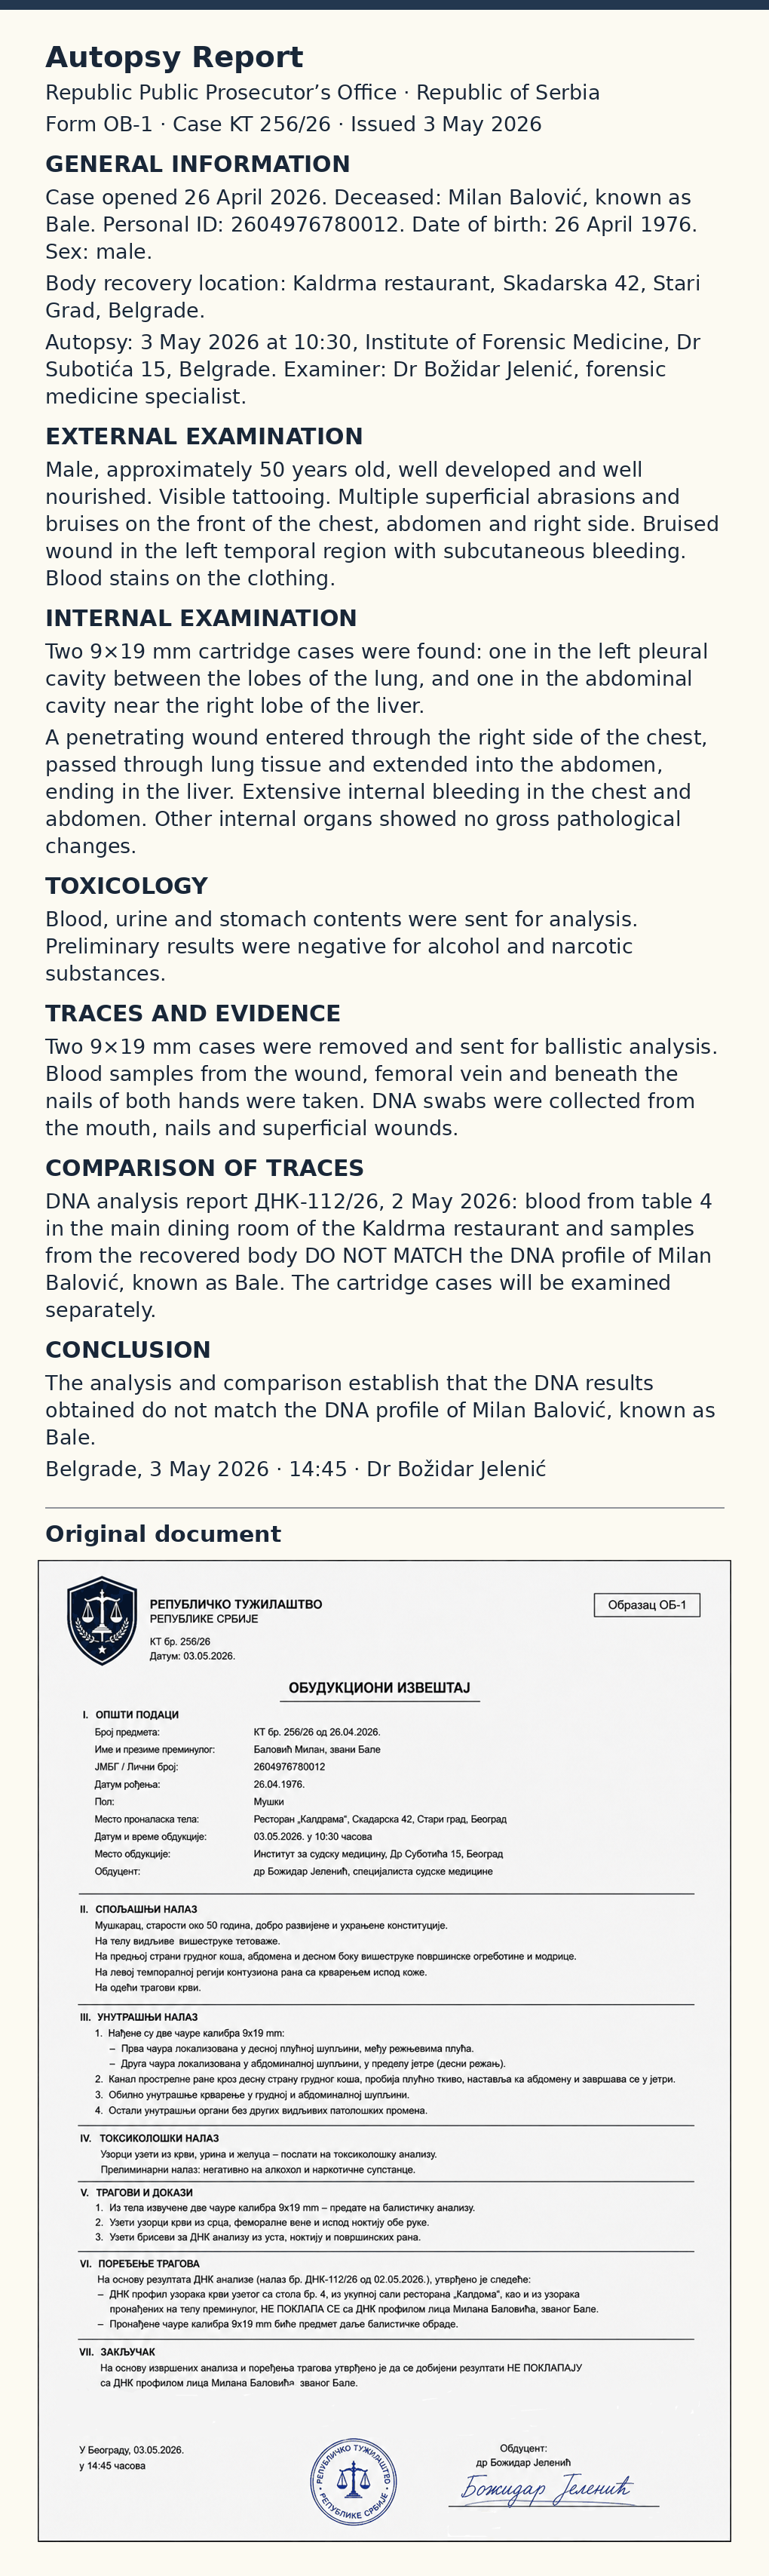 Autopsy Report
Republic Public Prosecutor’s Office · Republic of Serbia
Form OB-1 · Case KT 256/26 · Issued 3 May 2026
GENERAL INFORMATION
Case opened 26 April 2026. Deceased: Milan Balović, known as
Bale. Personal ID: 2604976780012. Date of birth: 26 April 1976.
Sex: male.
Body recovery location: Kaldrma restaurant, Skadarska 42, Stari
Grad, Belgrade.
Autopsy: 3 May 2026 at 10:30, Institute of Forensic Medicine, Dr
Subotića 15, Belgrade. Examiner: Dr Božidar Jelenić, forensic
medicine specialist.
EXTERNAL EXAMINATION
Male, approximately 50 years old, well developed and well
nourished. Visible tattooing. Multiple superficial abrasions and
bruises on the front of the chest, abdomen and right side. Bruised
wound in the left temporal region with subcutaneous bleeding.
Blood stains on the clothing.
INTERNAL EXAMINATION
Two 9×19 mm cartridge cases were found: one in the left pleural
cavity between the lobes of the lung, and one in the abdominal
cavity near the right lobe of the liver.
A penetrating wound entered through the right side of the chest,
passed through lung tissue and extended into the abdomen,
ending in the liver. Extensive internal bleeding in the chest and
abdomen. Other internal organs showed no gross pathological
changes.
TOXICOLOGY
Blood, urine and stomach contents were sent for analysis.
Preliminary results were negative for alcohol and narcotic
substances.
TRACES AND EVIDENCE
Two 9×19 mm cases were removed and sent for ballistic analysis.
Blood samples from the wound, femoral vein and beneath the
nails of both hands were taken. DNA swabs were collected from
the mouth, nails and superficial wounds.
COMPARISON OF TRACES
DNA analysis report ДНК-112/26, 2 May 2026: blood from table 4
in the main dining room of the Kaldrma restaurant and samples
from the recovered body DO NOT MATCH the DNA profile of Milan
Balović, known as Bale. The cartridge cases will be examined
separately.
CONCLUSION
The analysis and comparison establish that the DNA results
obtained do not match the DNA profile of Milan Balović, known as
Bale.
Belgrade, 3 May 2026 · 14:45 · Dr Božidar Jelenić
Original document
РЕПУБЛИЧКО ТУЖИЛАШТВО
РЕПУБЛИКЕ СРБИЈЕ
Образац ОБ-1
КТ бр. 256/26
Датум: 03.05.2026.
ОБУДУКЦИОНИ ИЗВЕШТАЈ
I. ОПШТИ ПОДАЦИ
Број предмета: КТ бр. 256/26 од 26.04.2026.
Име и презиме преминулог: Баловић Милан, звани Бале
ЈМБГ / Лични број: 2604976780012
Датум рођења: 26.04.1976.
Пол: Мушки
Место проналаска тела: Ресторан „Калдрама“, Скадарска 42, Стари град, Београд
Датум и време обдукције: 03.05.2026. у 10:30 часова
Место обдукције: Институт за судску медицину, Др Суботића 15, Београд
Обдуцент: др Божидар Јеленић, специјалиста судске медицине
II. СПОЉАШЊИ НАЛАЗ
Мушкарац, старости око 50 година, добро развијене и ухрањене конституције.
На телу видљиве вишеструке тетоваже.
На предњој страни грудног коша, абдомена и десном боку вишеструке површинске огреботине и модрице.
На левој темпоралној регији контузиона рана са крварењем испод коже.
На одећи трагови крви.
III. УНУТРАШЊИ НАЛАЗ
1. Нађене су две чауре калибра 9x19 mm:
– Прва чаура локализована у десној плућној шупљини, међу режњевима плућа.
– Друга чаура локализована у абдоминалној шупљини, у пределу јетре (десни режањ).
2. Канал прострелне ране кроз десну страну грудног коша, пробија плућно ткиво, наставља ка абдомену и завршава се у јетри.
3. Обилно унутрашње крварење у грудној и абдоминалној шупљини.
4. Остали унутрашњи органи без других видљивих патолошких промена.
IV. ТОКСИКОЛОШКИ НАЛАЗ
Узорци узети из крви, урина и желуца – послати на токсиколошку анализу.
Прелиминарни налаз: негативно на алкохол и наркотичне супстанце.
V. ТРАГОВИ И ДОКАЗИ
1. Из тела извучене две чауре калибра 9x19 mm – предате на балистичку анализу.
2. Узети узорци крви из срца, феморалне вене и испод ноктију обе руке.
3. Узети брисеви за ДНК анализу из уста, ноктију и површинских рана.
VI. ПОРЕЂЕЊЕ ТРАГОВА
На основу резултата ДНК анализе (налаз бр. ДНК-112/26 од 02.05.2026.), утврђено је следеће:
– ДНК профил узорака крви узетог са стола бр. 4, из укупној сали ресторана „Калдома“, као и из узорака
пронађених на телу преминулог, НЕ ПОКЛАПА СЕ са ДНК профилом лица Милана Баловића, званог Бале.
– Пронађене чауре калибра 9x19 mm биће предмет даље балистичке обраде.
VII. ЗАКЉУЧАК
На основу извршених анализа и поређења трагова утврђено је да се добијени резултати НЕ ПОКЛАПАЈУ
са ДНК профилом лица Милана Баловића званог Бале.
У Београду, 03.05.2026.
у 14:45 часова
РЕПУБЛИЧКО ТУЖИЛАШТВО
РЕПУБЛИКЕ СРБИЈЕ
Обдуцент:
др Божидар Јеленић
Божидар Јеленић